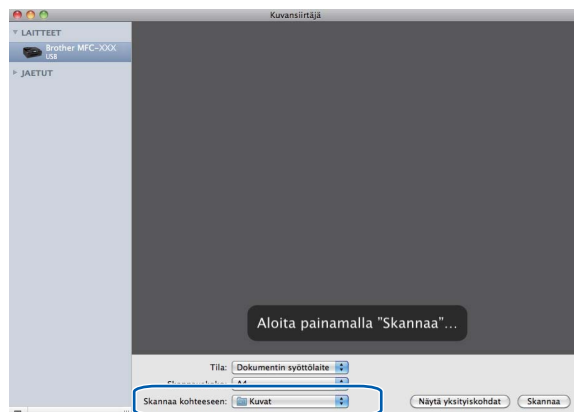 Kuvansiirtäjä
LAITTEET
Brother MFC-XXX
USB
JAETUT
Aloita painamalla "Skannaa"...
Tila: Dokumentin syöttölaite
A4
Skannaa kohteeseen: Kuvat
Näytä yksityiskohdat Skannaa